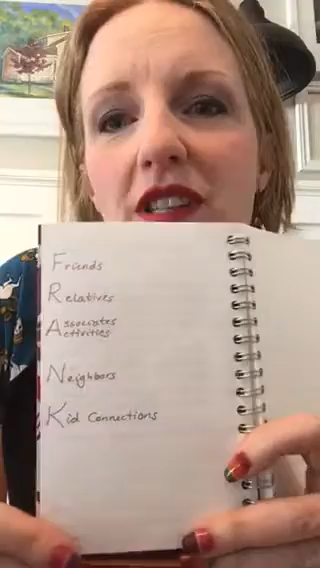 Friends
Relatives
Associates
Activities
Neighbors
Kid Connections